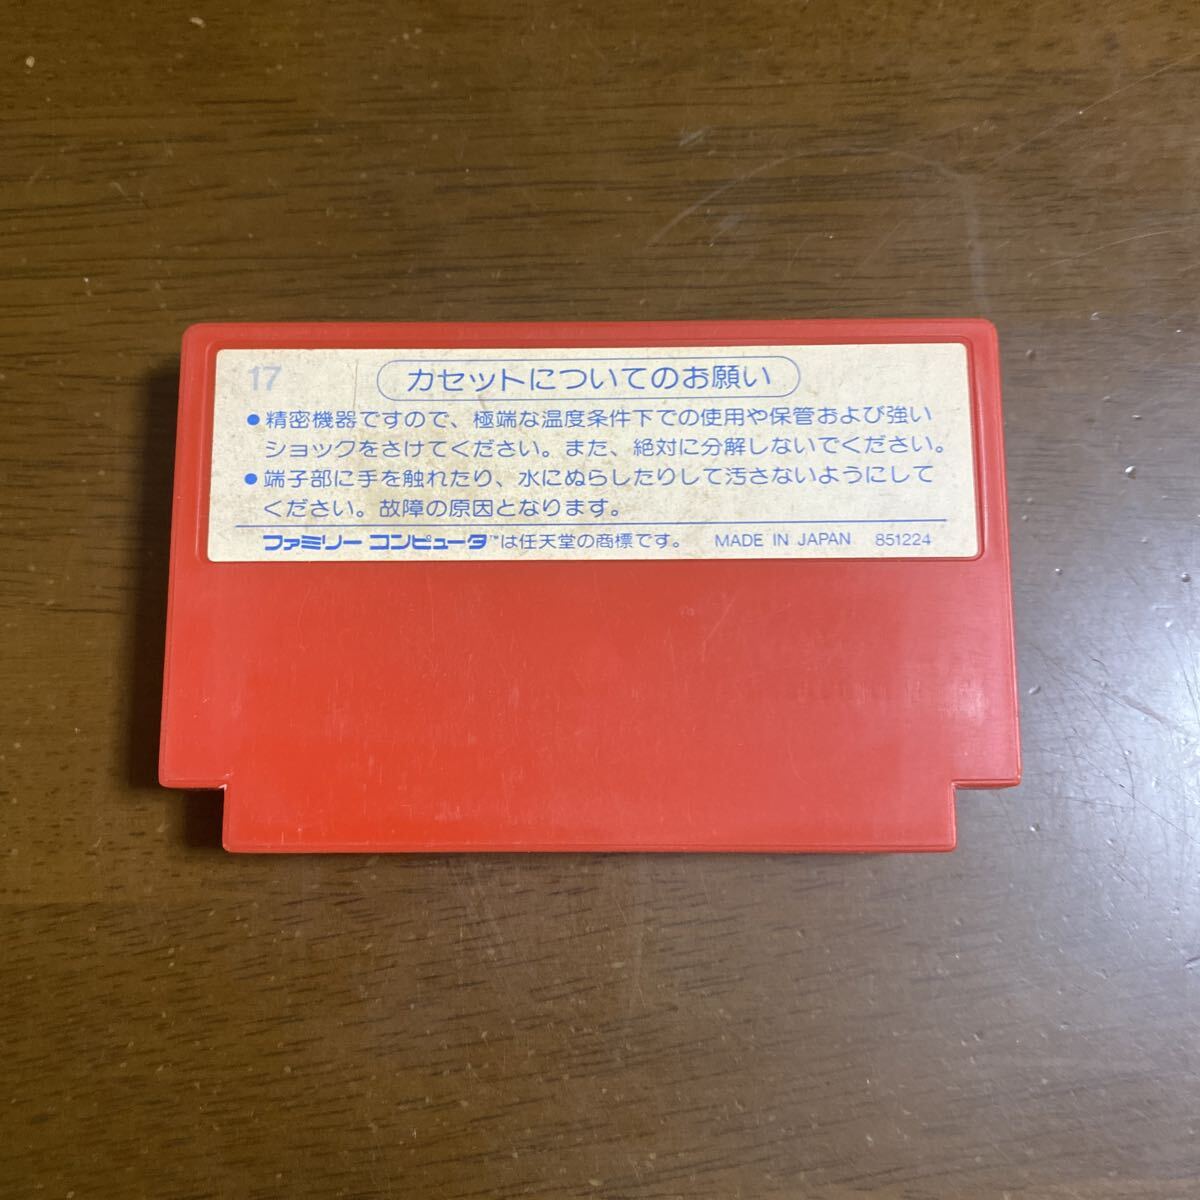 17
カセットについてのお願い
●精密機器ですので、極端な温度条件下での使用や保管および強い
ショックをさけてください。また、絶対に分解しないでください。
●端子部に手を触れたり、水にぬらしたりして汚さないようにして
ください。故障の原因となります。
ファミリー コンピュータ™は任天堂の商標です。 MADE IN JAPAN 851224